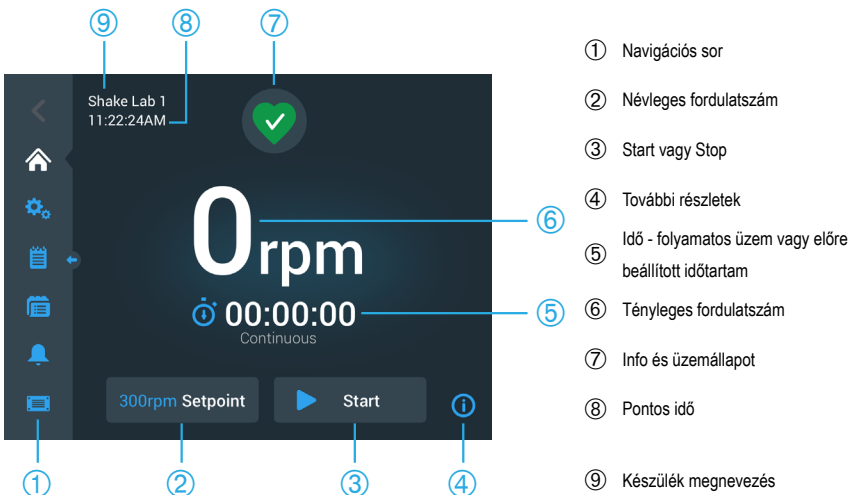 ⑨ ⑧ ⑦
Shake Lab 1
11:22:24AM
0rpm
⑥
00:00:00
⑤
Continuous
300rpm Setpoint
Start
① ② ③ ④
① Navigációs sor
② Névleges fordulatszám
③ Start vagy Stop
④ További részletek
⑤ Idő - folyamatos üzem vagy előre
beállított időtartam
⑥ Tényleges fordulatszám
⑦ Info és üzemállapot
⑧ Pontos idő
⑨ Készülék megnevezés